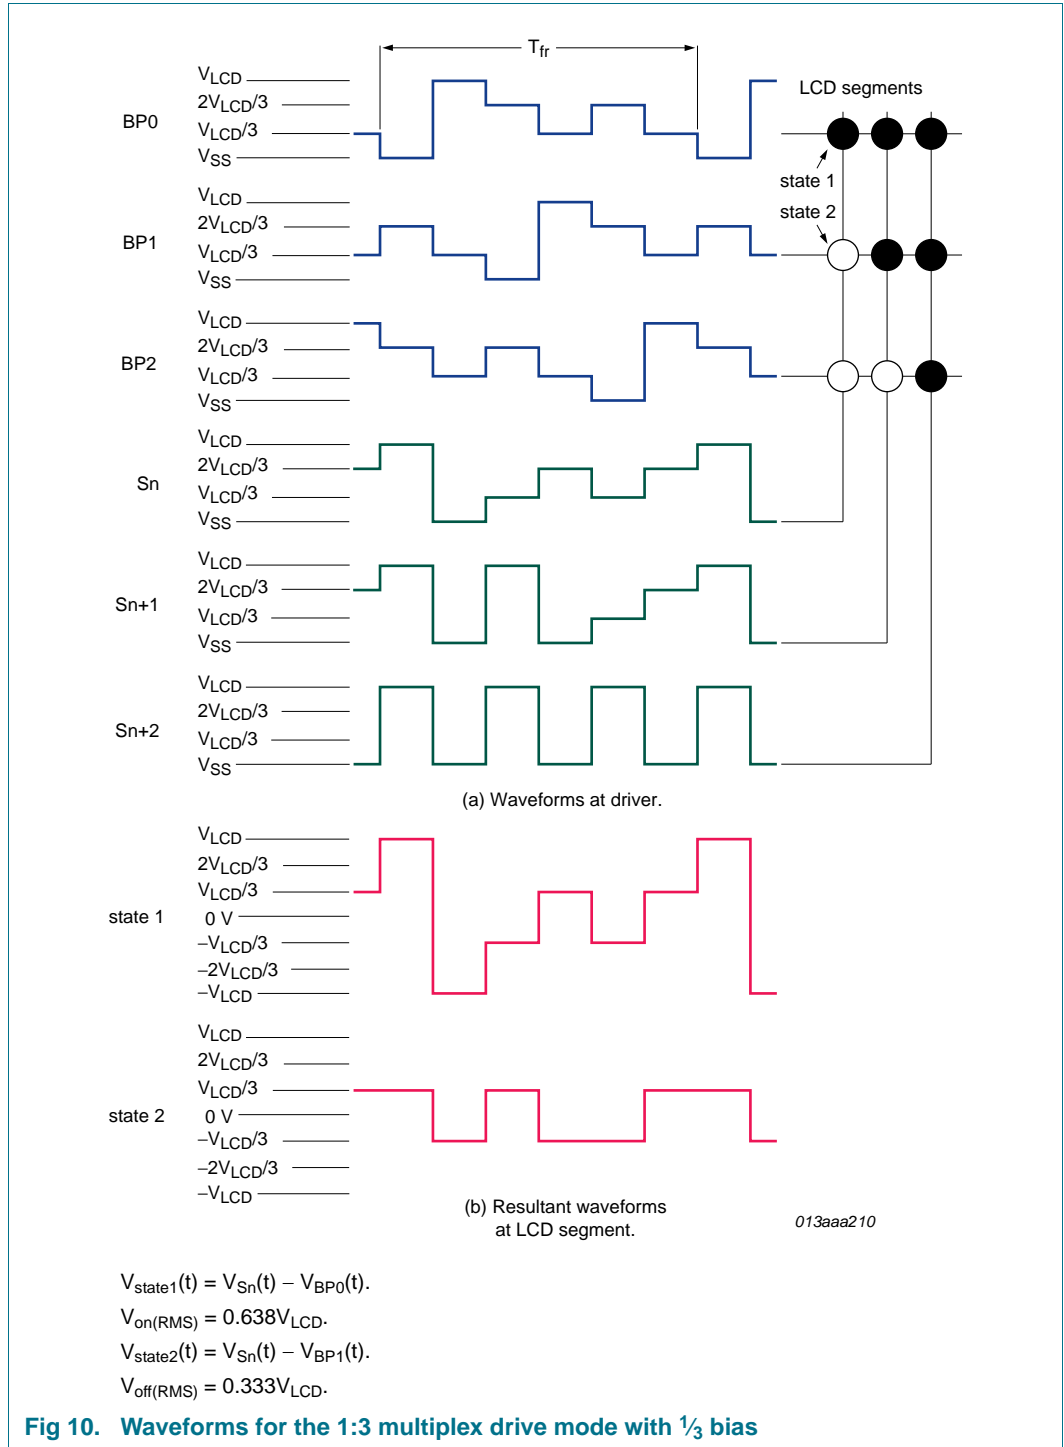 Tfr
VLCD
2VLCD/3
BP0
VLCD/3
VSS
LCD segments
state 1
VLCD
2VLCD/3
BP1
VLCD/3
VSS
state 2
VLCD
2VLCD/3
BP2
VLCD/3
VSS
VLCD
2VLCD/3
Sn
VLCD/3
VSS
VLCD
2VLCD/3
Sn+1
VLCD/3
VSS
VLCD
2VLCD/3
Sn+2
VLCD/3
VSS
(a) Waveforms at driver.
VLCD
2VLCD/3
VLCD/3
state 1
0 V
−VLCD/3
−2VLCD/3
−VLCD
VLCD
2VLCD/3
VLCD/3
state 2
0 V
−VLCD/3
−2VLCD/3
−VLCD
(b) Resultant waveforms
at LCD segment.
013aaa210
Vstate1(t) = VSn(t) − VBP0(t).
Von(RMS) = 0.638VLCD.
Vstate2(t) = VSn(t) − VBP1(t).
Voff(RMS) = 0.333VLCD.
Fig 10. Waveforms for the 1:3 multiplex drive mode with 1⁄3 bias